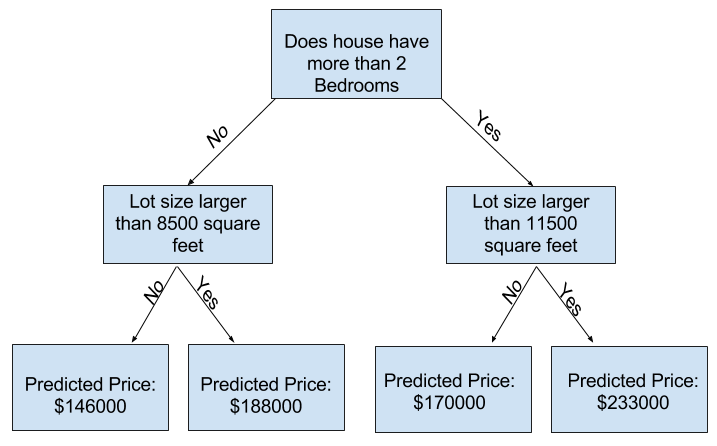 Does house have
more than 2
Bedrooms
No
Yes
Lot size larger
than 8500 square
feet
Lot size larger
than 11500
square feet
No
Yes
No
Yes
Predicted Price:
$146000
Predicted Price:
$188000
Predicted Price:
$170000
Predicted Price:
$233000